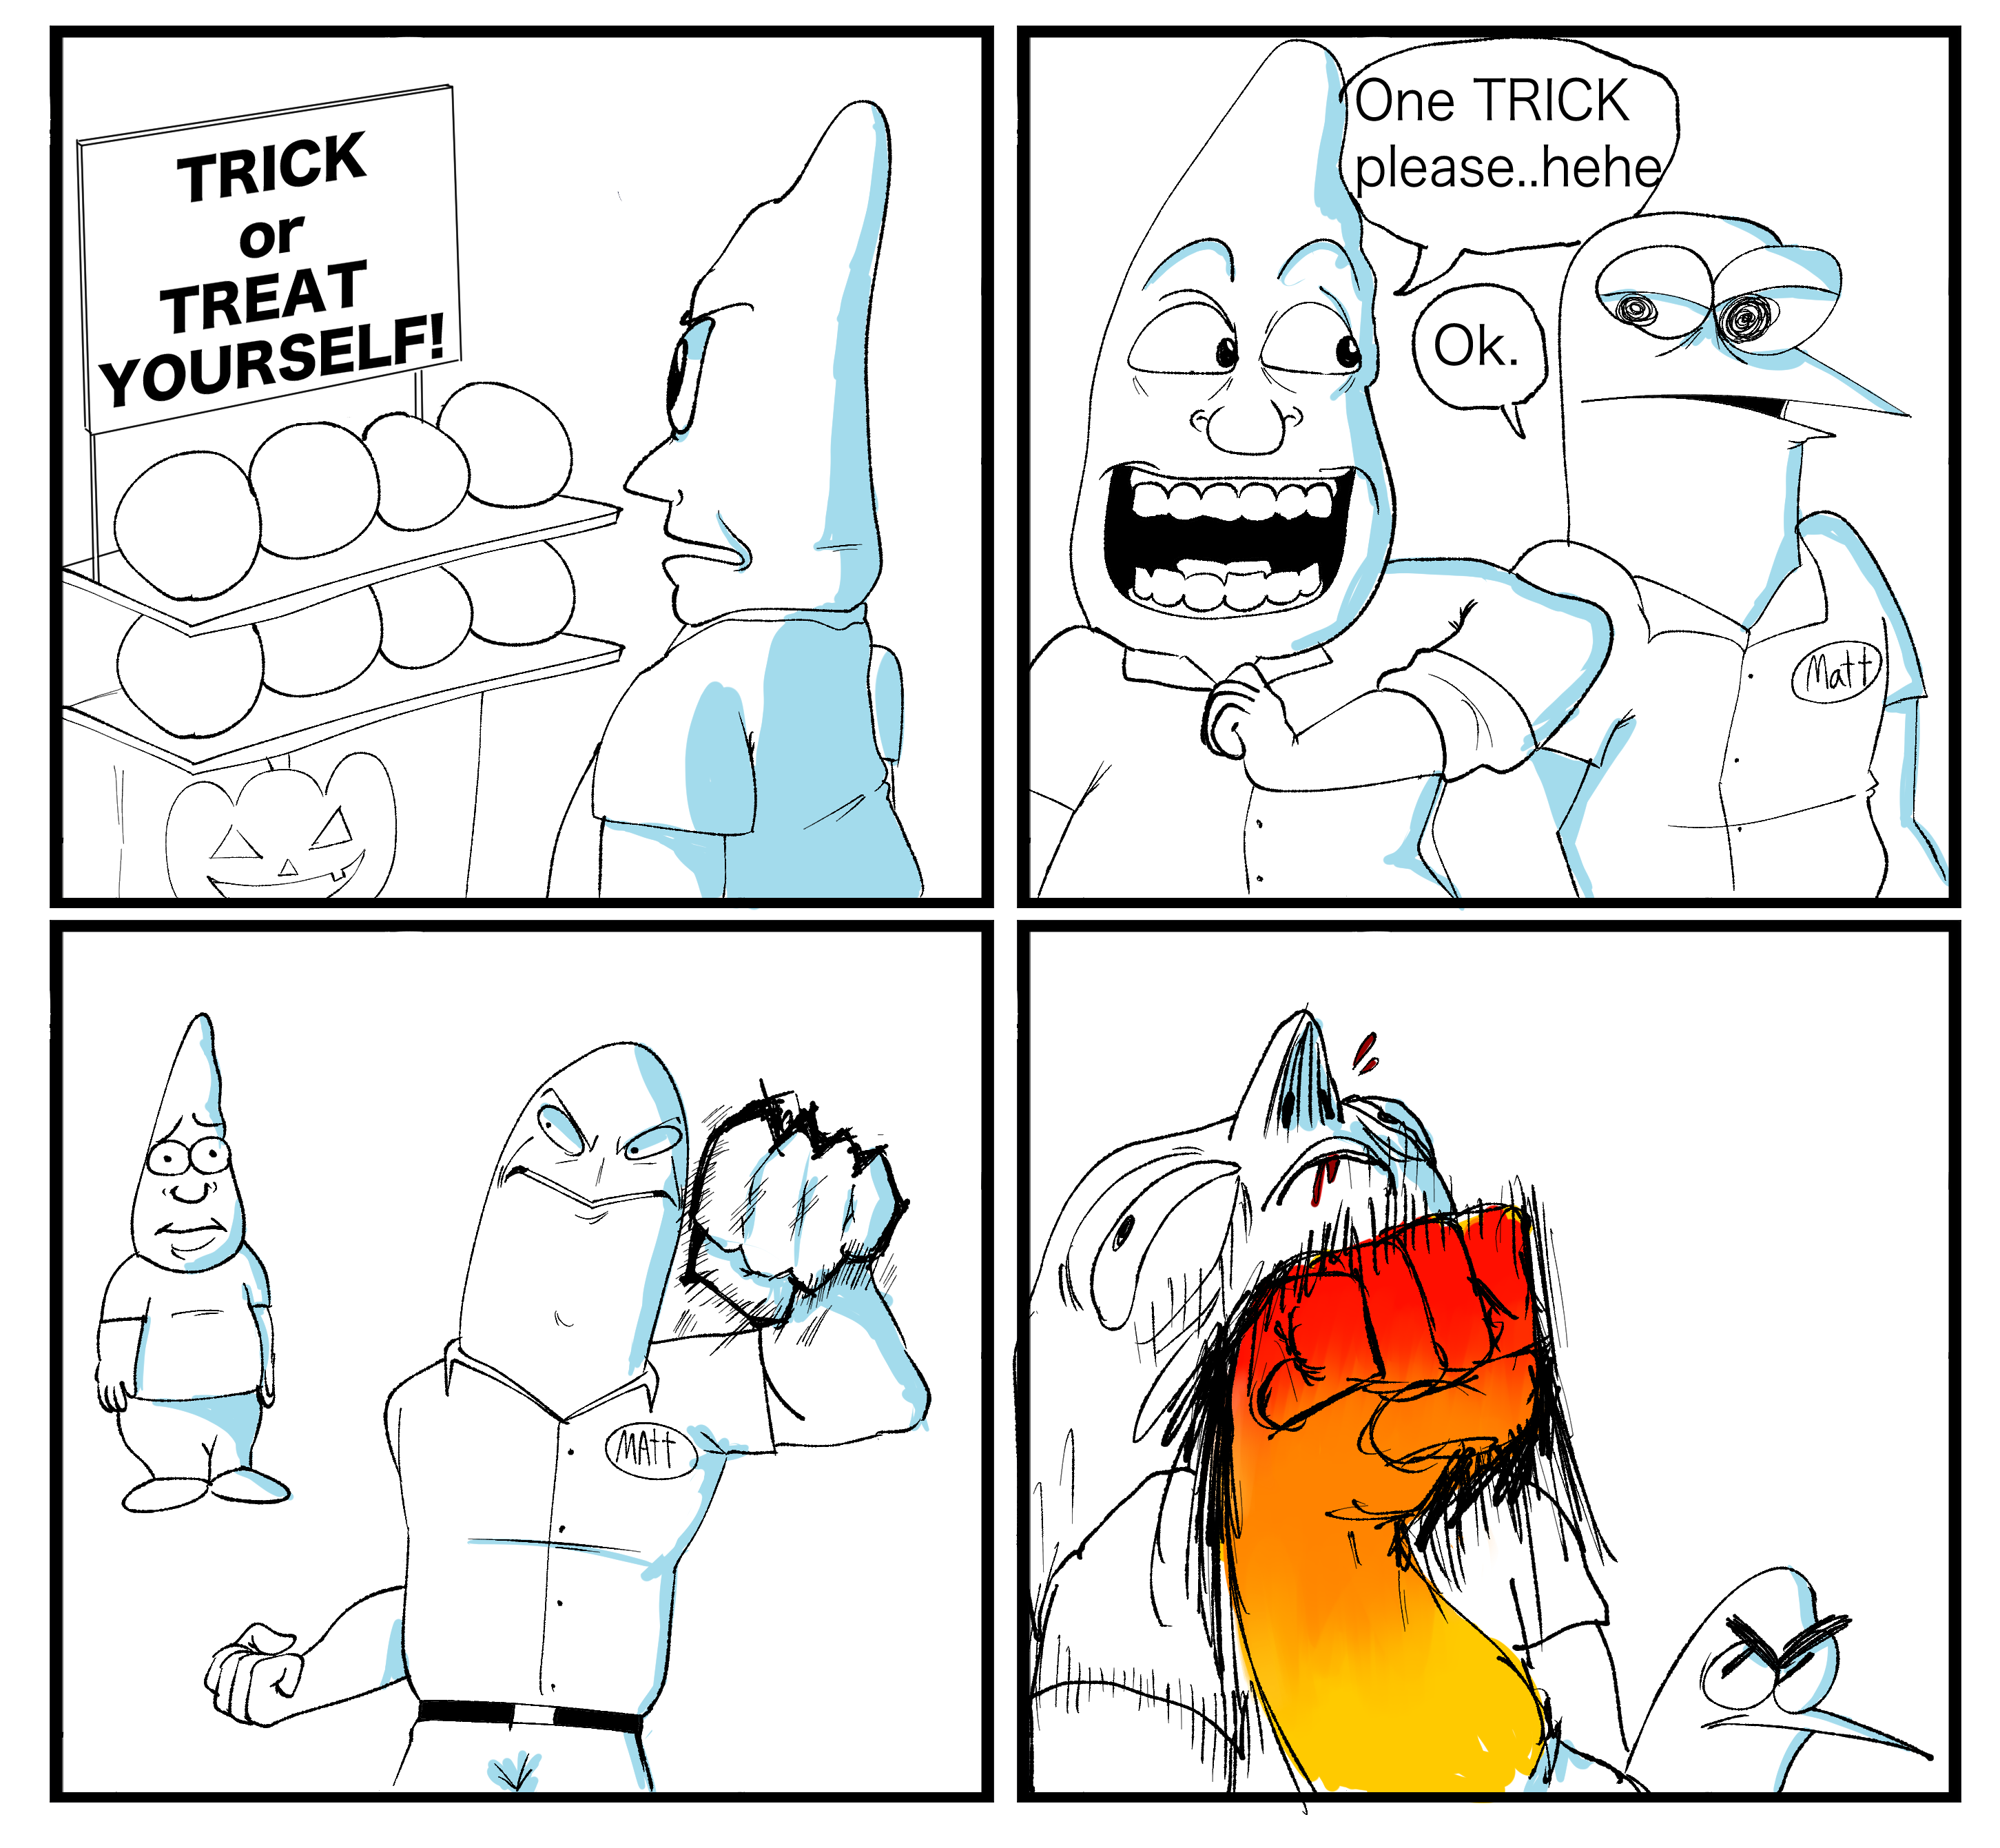 TRICK
or
TREAT
YOURSELF!
One TRICK
please..hehe
Ok.
Matt
MAtt